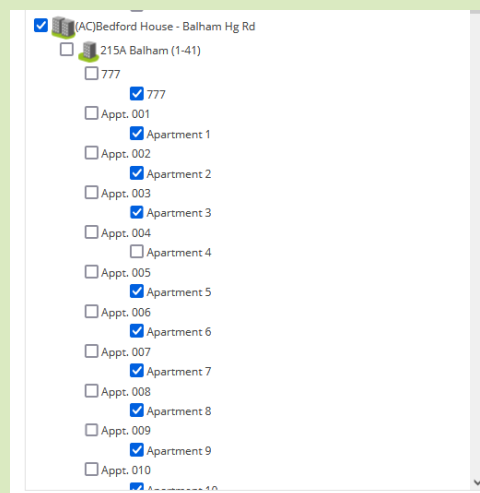 (AC)Bedford House - Balham Hg Rd
215A Balham (1-41)
777
777
Appt. 001
Apartment 1
Appt. 002
Apartment 2
Appt. 003
Apartment 3
Appt. 004
Apartment 4
Appt. 005
Apartment 5
Appt. 006
Apartment 6
Appt. 007
Apartment 7
Appt. 008
Apartment 8
Appt. 009
Apartment 9
Appt. 010
Apartment 10